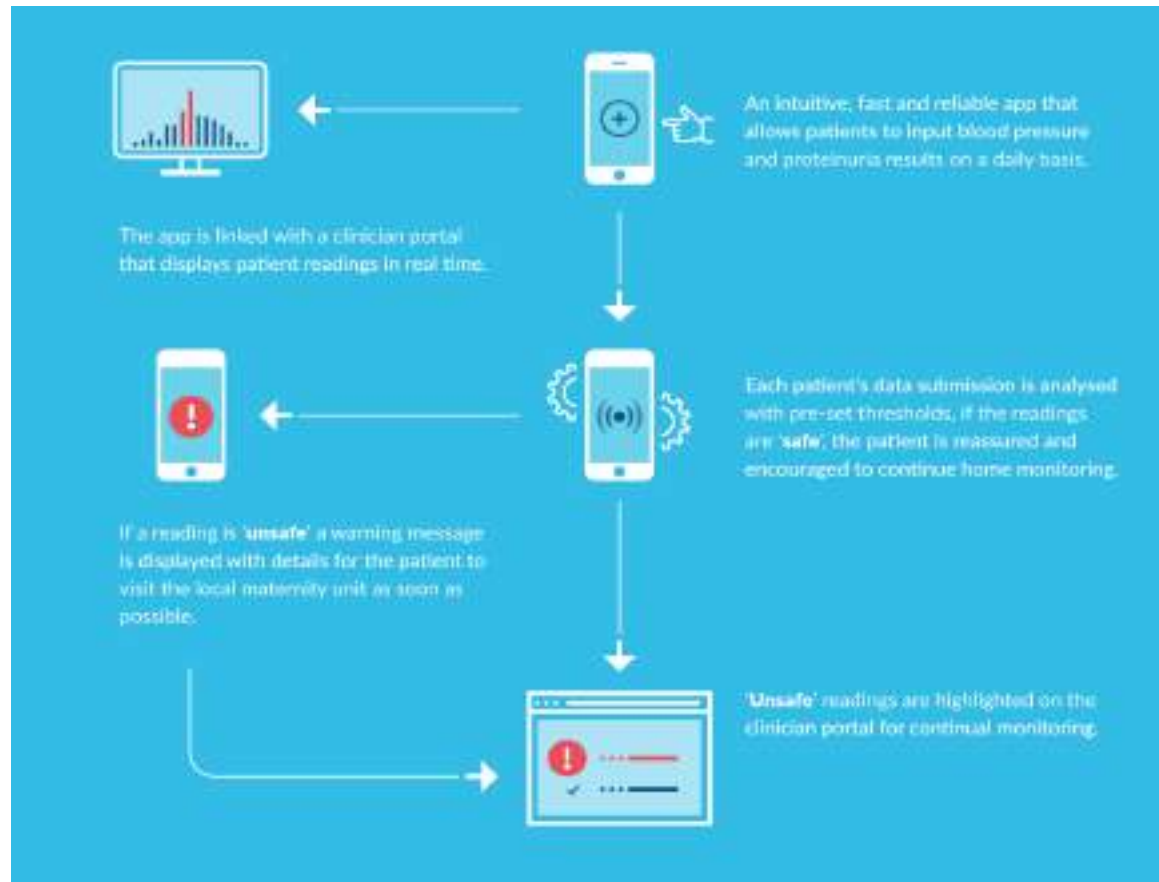 An intuitive, fast and reliable app that
allows patients to input blood pressure
and proteinuria results on a daily basis.
The app is linked with a clinician portal
that displays patient readings in real time.
Each patient's data submission is analysed
with pre-set thresholds, if the readings
are 'safe', the patient is reassured and
encouraged to continue home monitoring.
If a reading is 'unsafe' a warning message
is displayed with details for the patient to
visit the local maternity unit as soon as
possible.
'Unsafe' readings are highlighted on the
clinician portal for continual monitoring.